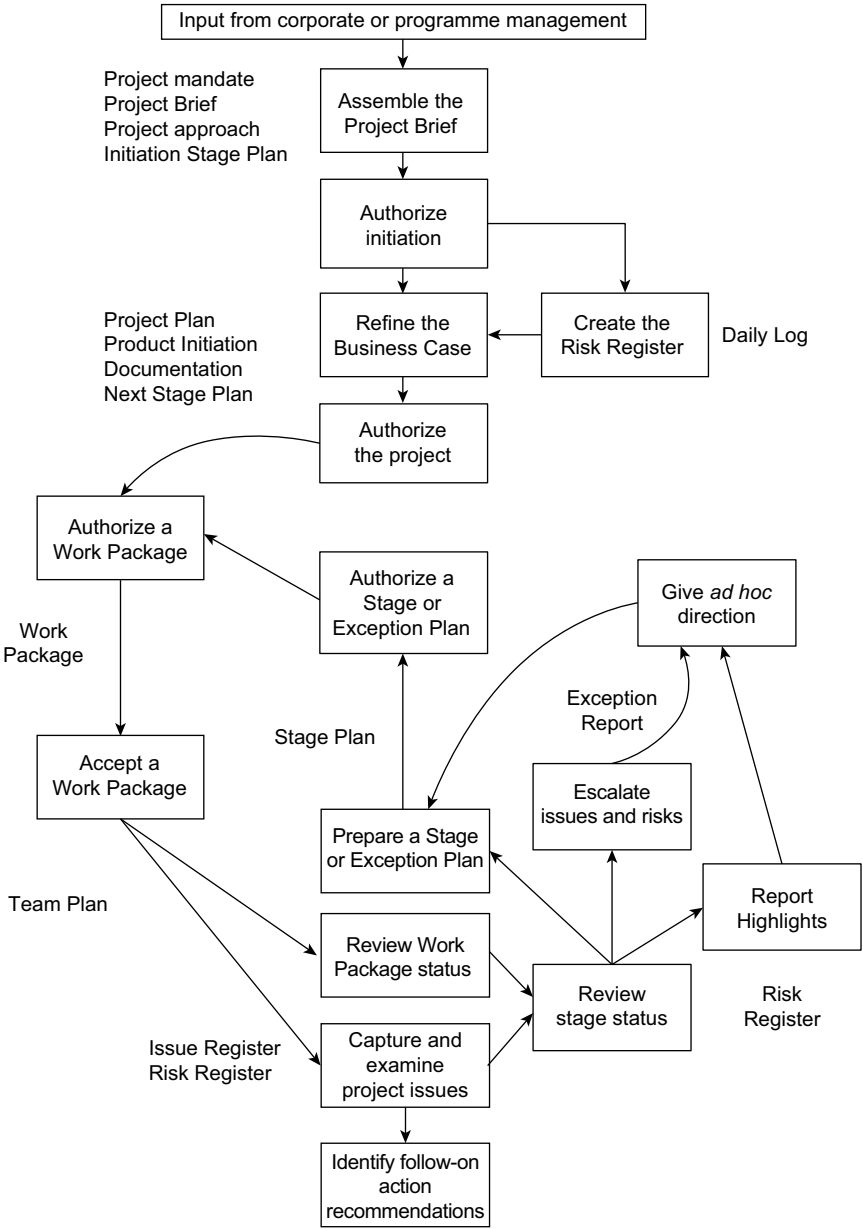 Input from corporate or programme management
Project mandate
Project Brief
Project approach
Initiation Stage Plan
Assemble the
Project Brief
Authorize
initiation
Project Plan
Product Initiation
Documentation
Next Stage Plan
Refine the
Business Case
Create the
Risk Register
Daily Log
Authorize
the project
Authorize a
Work Package
Authorize a
Stage or
Exception Plan
Give ad hoc
direction
Work
Package
Exception
Report
Stage Plan
Accept a
Work Package
Prepare a Stage
or Exception Plan
Escalate
issues and risks
Report
Highlights
Team Plan
Review Work
Package status
Review
stage status
Risk
Register
Issue Register
Risk Register
Capture and
examine
project issues
Identify follow-on
action
recommendations